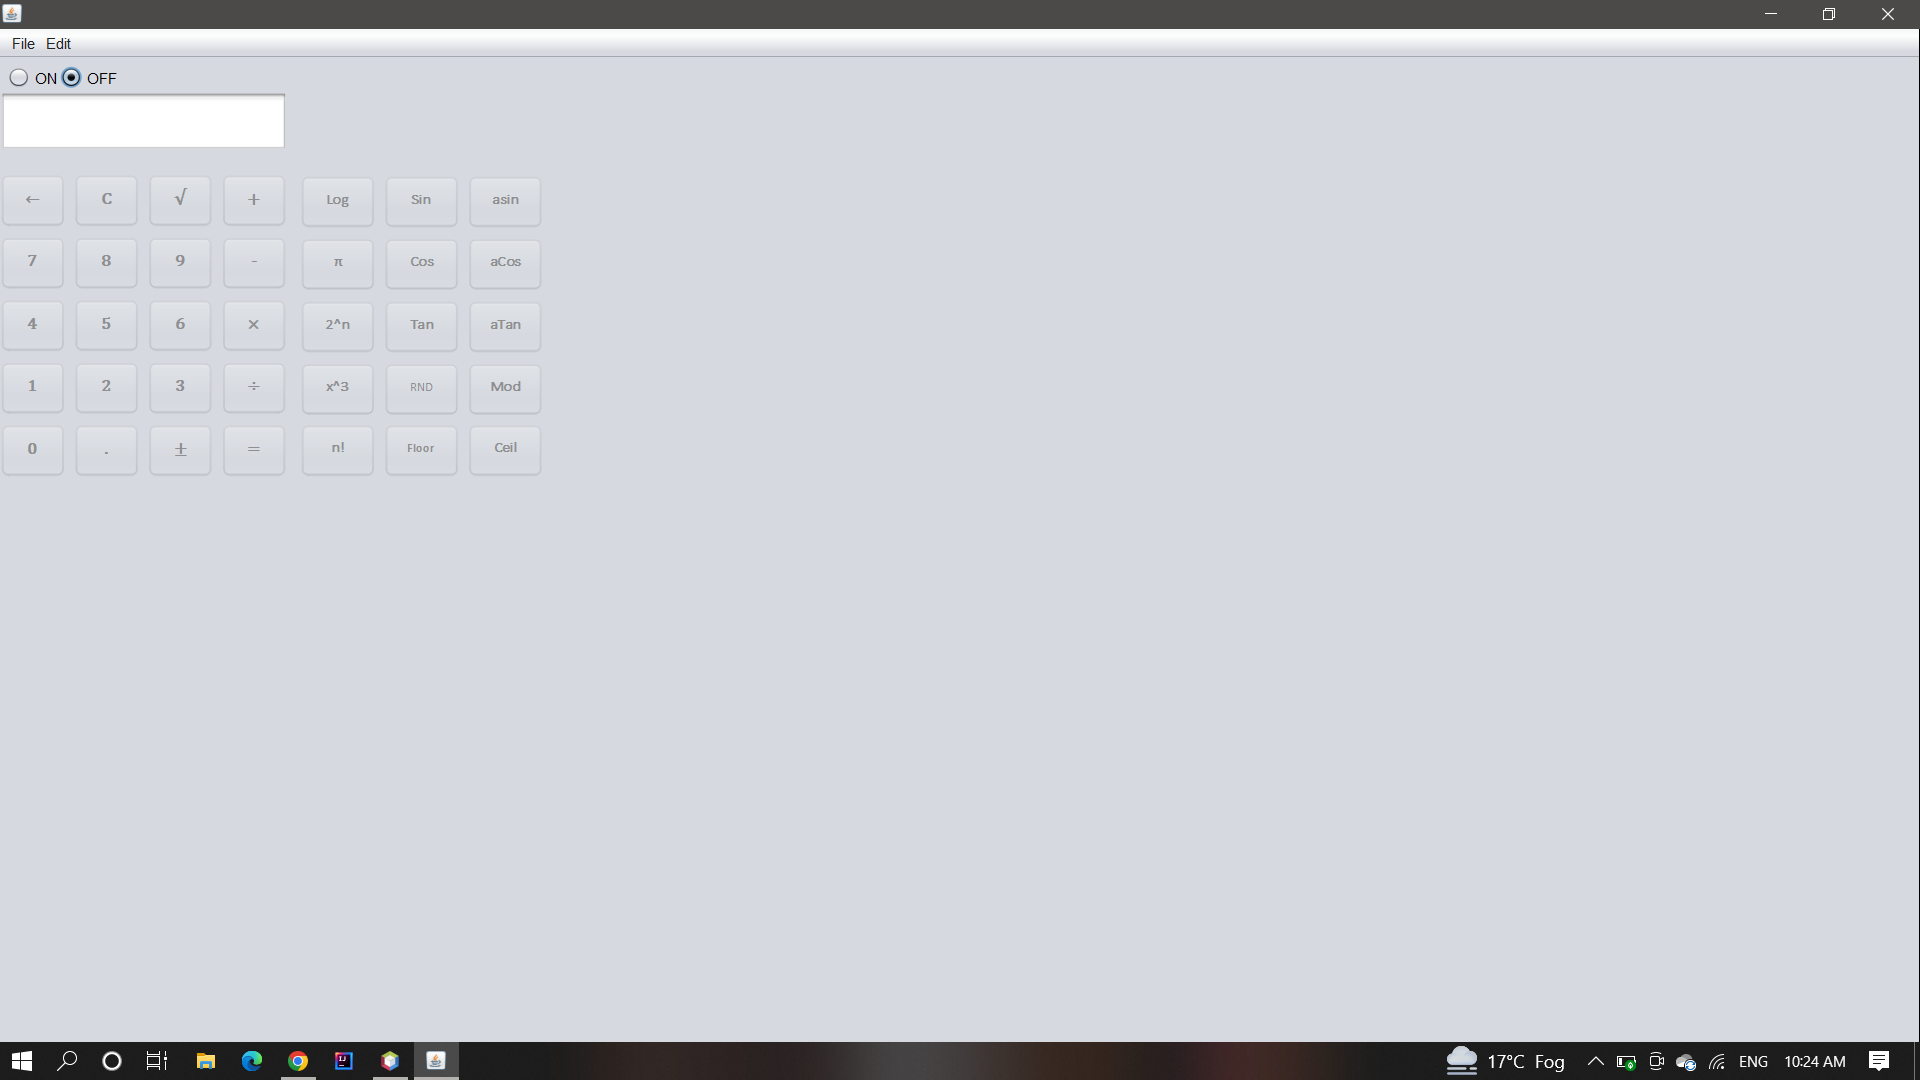 File Edit
ON OFF
← C √ + Log Sin asin
7 8 9 - π Cos aCos
4 5 6 × 2^n Tan aTan
1 2 3 ÷ x^3 RND Mod
0 . ± = n! Floor Ceil
17°C Fog ENG 10:24 AM